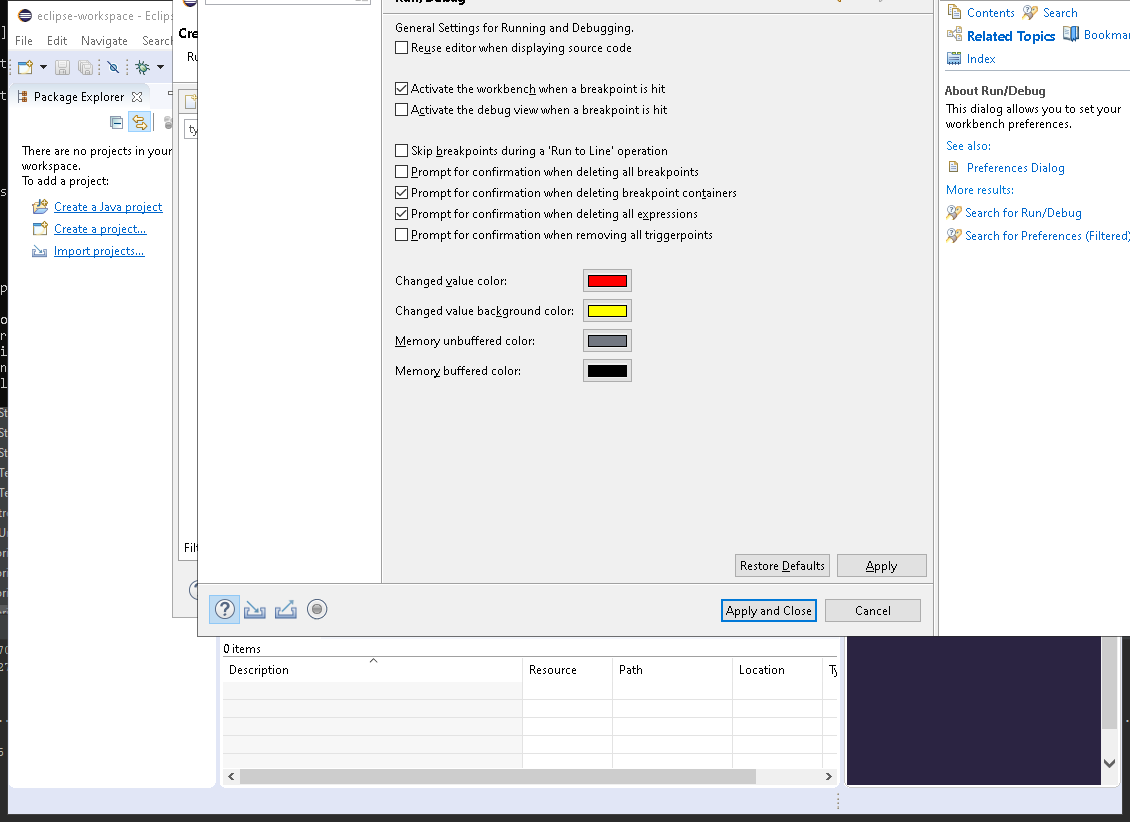 eclipse-workspace - Eclips
File Edit Navigate Searc
Package Explorer
There are no projects in your
workspace.
To add a project:
Create a Java project
Create a project...
Import projects...
Cre
Ru
ty
Filt
Run/Debug
General Settings for Running and Debugging.
Reuse editor when displaying source code
Activate the workbench when a breakpoint is hit
Activate the debug view when a breakpoint is hit
Skip breakpoints during a 'Run to Line' operation
Prompt for confirmation when deleting all breakpoints
Prompt for confirmation when deleting breakpoint containers
Prompt for confirmation when deleting all expressions
Prompt for confirmation when removing all triggerpoints
Changed value color:
Changed value background color:
Memory unbuffered color:
Memory buffered color:
Restore Defaults Apply
Apply and Close Cancel
Contents Search
Related Topics Bookmar
Index
About Run/Debug
This dialog allows you to set your
workbench preferences.
See also:
Preferences Dialog
More results:
Search for Run/Debug
Search for Preferences (Filtered)
0 items
Description Resource Path Location Ty